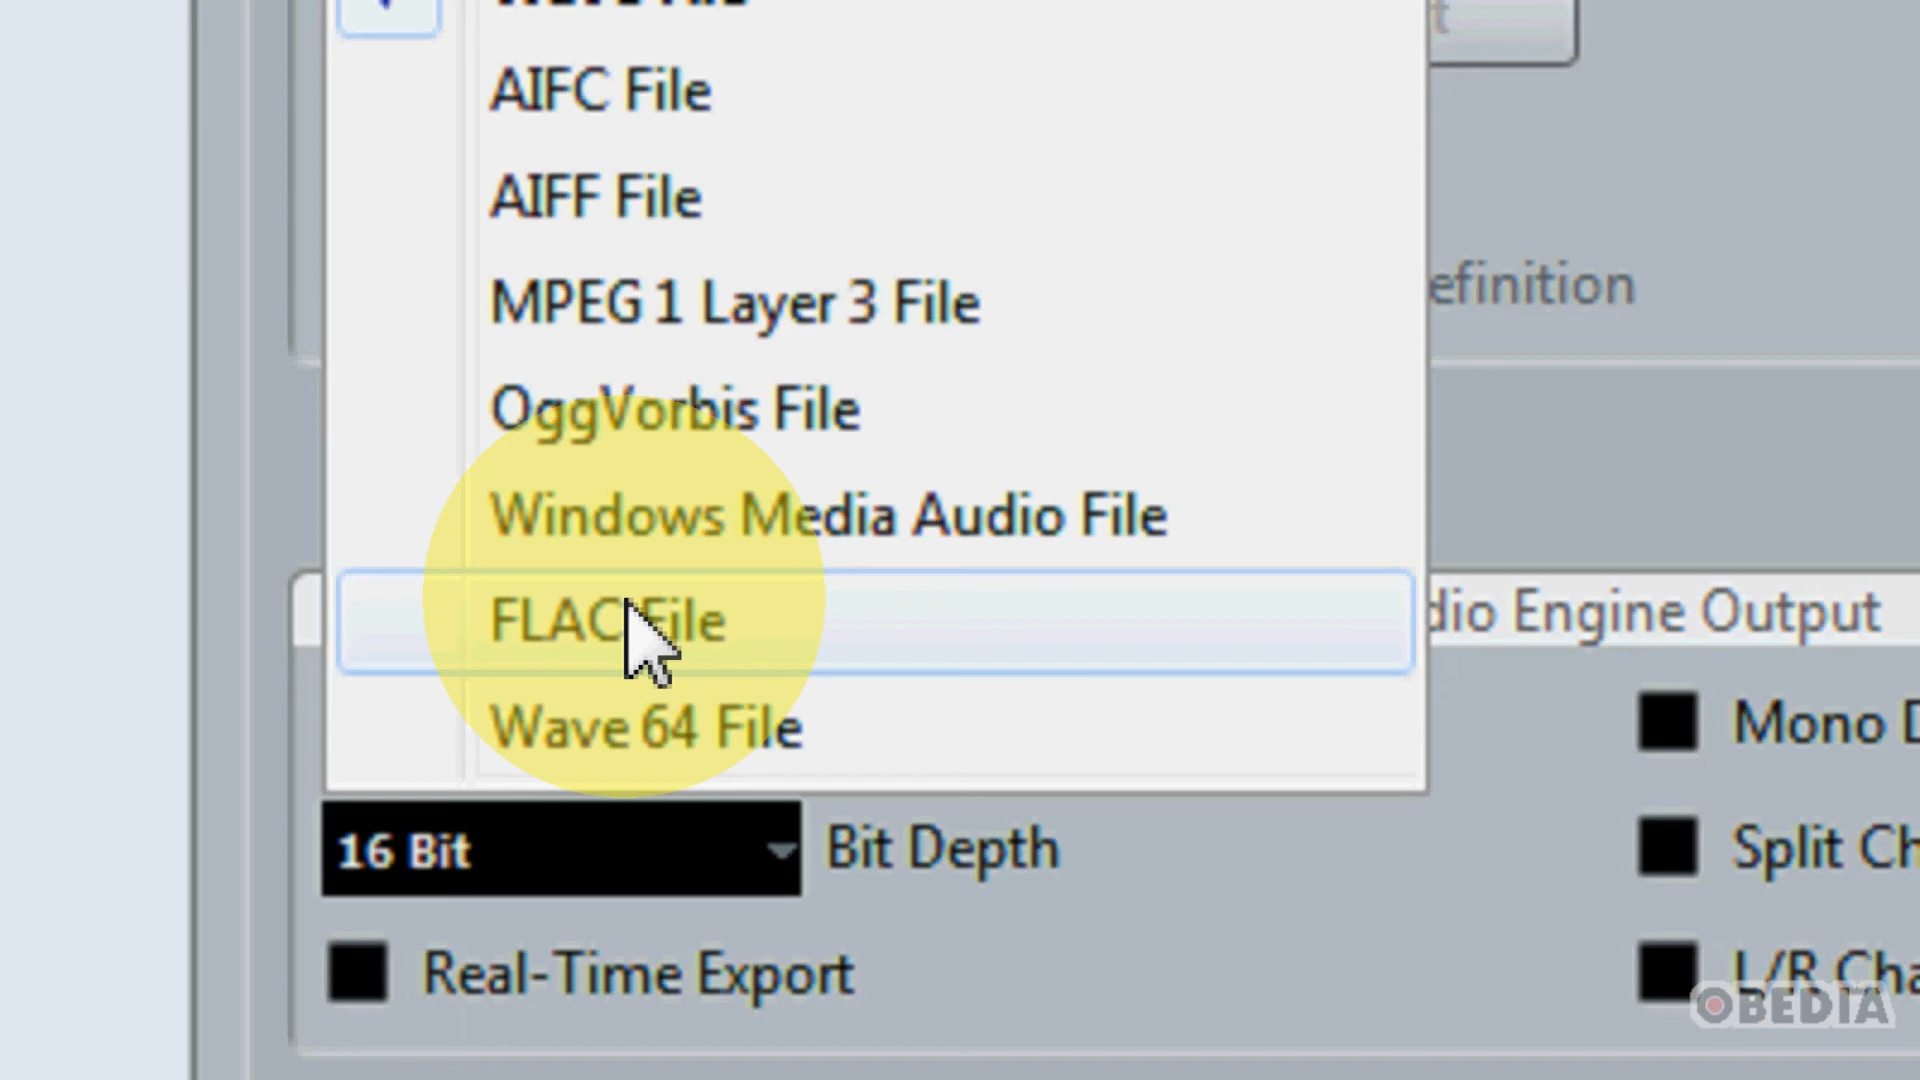 AIFC File
AIFF File
MPEG 1 Layer 3 File
efinition
OggVorbis File
Windows Media Audio File
FLAC File
dio Engine Output
Wave 64 File
Mono D
16 Bit
Bit Depth
Split Ch
Real-Time Export
L/R Cha
OBEDIA